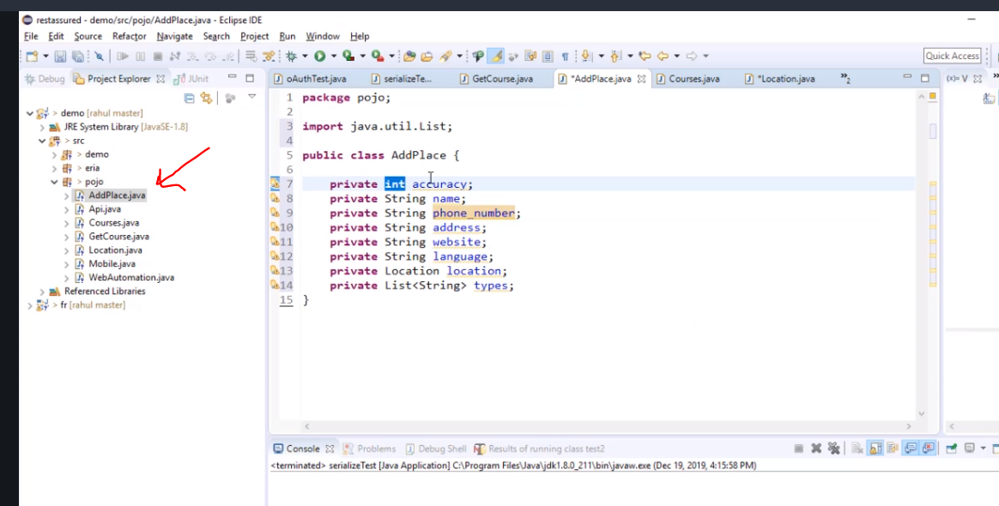 restassured - demo/src/pojo/AddPlace.java - Eclipse IDE
File Edit Source Refactor Navigate Search Project Run Window Help
Quick Access
Debug Project Explorer JUnit
oAuthTest.java serializeTe... GetCourse.java *AddPlace.java Courses.java *Location.java »2 (x)= V
> demo [rahul master]
JRE System Library [JavaSE-1.8]
> src
> demo
> eria
> pojo
AddPlace.java
Api.java
Courses.java
GetCourse.java
Location.java
Mobile.java
WebAutomation.java
Referenced Libraries
> fr [rahul master]
1 package pojo;
2
3 import java.util.List;
4
5 public class AddPlace {
6
7 private int accuracy;
8 private String name;
9 private String phone_number;
10 private String address;
11 private String website;
12 private String language;
13 private Location location;
14 private List<String> types;
15 }
Console Problems Debug Shell Results of running class test2
<terminated> serializeTest [Java Application] C:\Program Files\Java\jdk1.8.0_211\bin\javaw.exe (Dec 19, 2019, 4:15:58 PM)